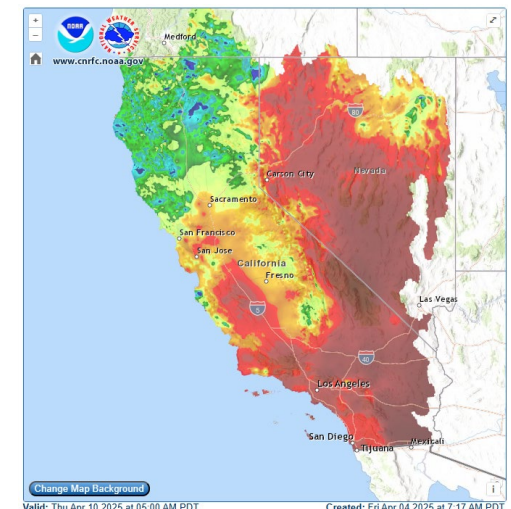 NOAA
NATIONAL WEATHER SERVICE
Medford
www.cnrfc.noaa.gov
80
Carson City
Nevada
Sacramento
San Francisco
San Jose
California
Fresno
5
Las Vegas
40
Los Angeles
San Diego
Tijuana
Mexicali
Change Map Background
Valid: Thu Apr 10 2025 at 05:00 AM PDT
Created: Fri Apr 04 2025 at 7:17 AM PDT